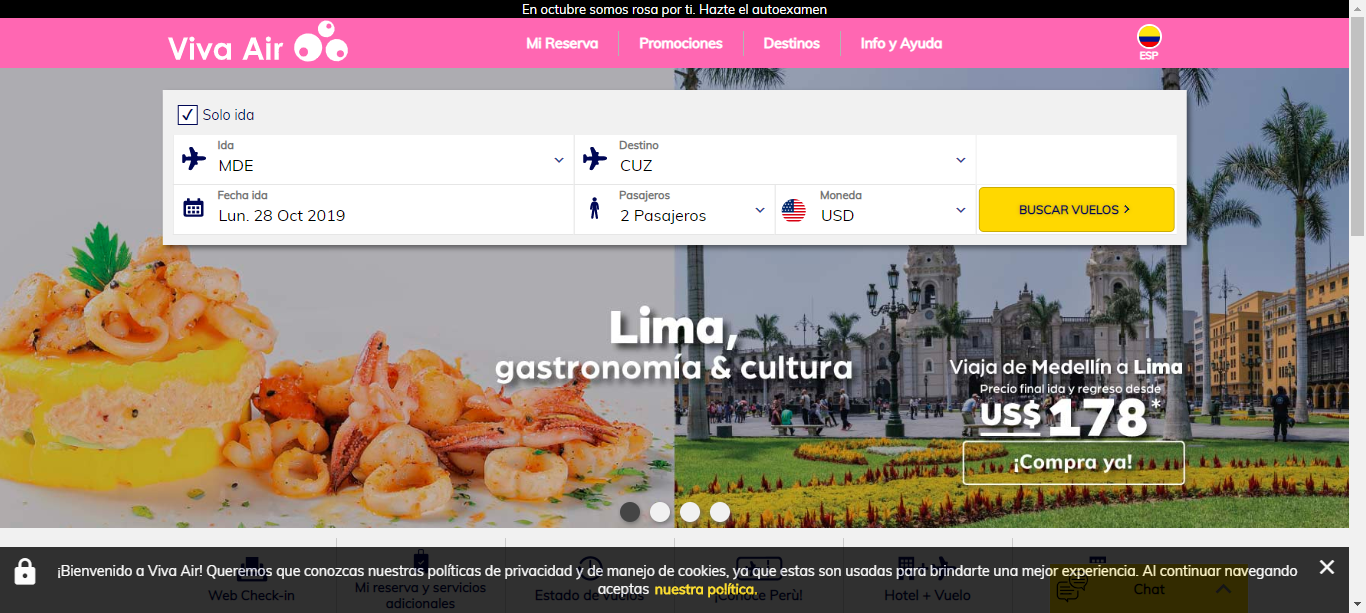 En octubre somos rosa por ti. Hazte el autoexamen
Viva Air
Mi Reserva
Promociones
Destinos
Info y Ayuda
ESP
Solo ida
Ida
MDE
Destino
CUZ
Fecha ida
Lun. 28 Oct 2019
Pasajeros
2 Pasajeros
Moneda
USD
BUSCAR VUELOS >
Lima,
gastronomía & cultura
Viaja de Medellín a Lima
Precio final ida y regreso desde
US$ 178*
¡Compra ya!
¡Bienvenido a Viva Air! Queremos que conozcas nuestras políticas de privacidad y de manejo de cookies, ya que estas son usadas para brindarte una mejor experiencia. Al continuar navegando
aceptas nuestra política.
Web Check-in
Mi reserva y servicios
adicionales
Estado de vuelos
¡Conoce Perù!
Hotel + Vuelo
Chat